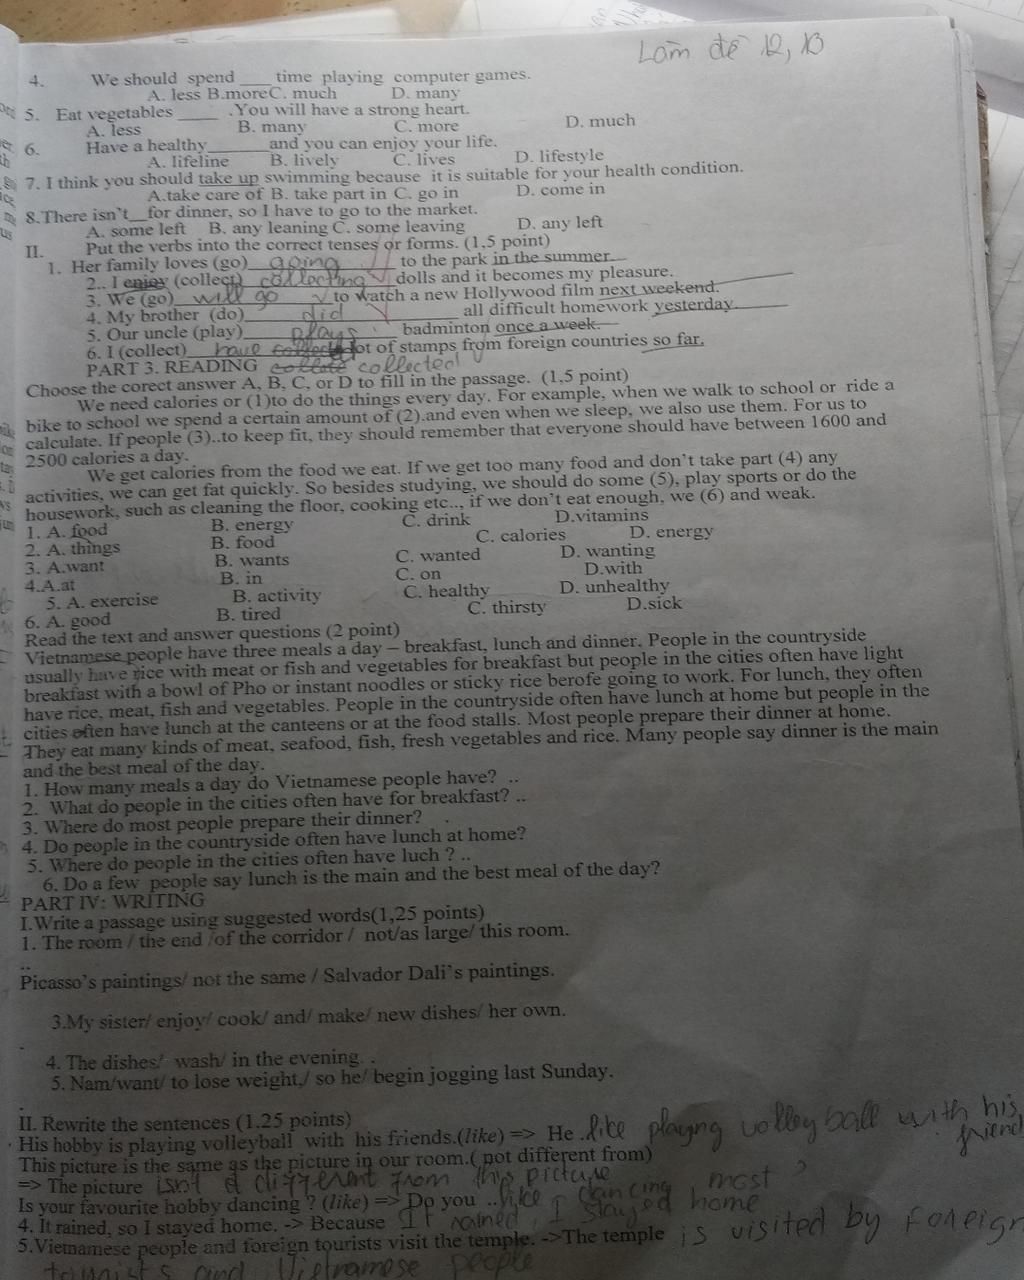 Làm đề 12, 13
4. We should spend ___ time playing computer games.
A. less B.moreC. much D. many
5. Eat vegetables ____ .You will have a strong heart.
A. less B. many C. more D. much
6. Have a healthy______and you can enjoy your life.
A. lifeline B. lively C. lives D. lifestyle
7. I think you should take up swimming because it is suitable for your health condition.
A.take care of B. take part in C. go in D. come in
8.There isn't__for dinner, so I have to go to the market.
A. some left B. any leaning C. some leaving D. any left
II. Put the verbs into the correct tenses or forms. (1,5 point)
1. Her family loves (go) going to the park in the summer
2.. I enjoy (collect) collecting dolls and it becomes my pleasure.
3. We (go) will go to watch a new Hollywood film next weekend.
4. My brother (do) did all difficult homework yesterday.
5. Our uncle (play) plays badminton once a week.
6. I (collect) have lot of stamps from foreign countries so far.
PART 3. READING collected
Choose the corect answer A, B, C, or D to fill in the passage. (1,5 point)
We need calories or (1)to do the things every day. For example, when we walk to school or ride a
bike to school we spend a certain amount of (2).and even when we sleep, we also use them. For us to
calculate. If people (3)..to keep fit, they should remember that everyone should have between 1600 and
2500 calories a day.
We get calories from the food we eat. If we get too many food and don't take part (4) any
activities, we can get fat quickly. So besides studying, we should do some (5), play sports or do the
housework, such as cleaning the floor, cooking etc.., if we don't eat enough, we (6) and weak.
1. A. food B. energy C. drink D.vitamins
2. A. things B. food C. calories D. energy
3. A.want B. wants C. wanted D. wanting
4.A.at B. in C. on D.with
5. A. exercise B. activity C. healthy D. unhealthy
6. A. good B. tired C. thirsty D.sick
Read the text and answer questions (2 point)
Vietnamese people have three meals a day – breakfast, lunch and dinner. People in the countryside
usually have rice with meat or fish and vegetables for breakfast but people in the cities often have light
breakfast with a bowl of Pho or instant noodles or sticky rice berofe going to work. For lunch, they often
have rice, meat, fish and vegetables. People in the countryside often have lunch at home but people in the
cities often have lunch at the canteens or at the food stalls. Most people prepare their dinner at home.
They eat many kinds of meat, seafood, fish, fresh vegetables and rice. Many people say dinner is the main
and the best meal of the day.
1. How many meals a day do Vietnamese people have? ..
2. What do people in the cities often have for breakfast? ..
3. Where do most people prepare their dinner? .
4. Do people in the countryside often have lunch at home?
5. Where do people in the cities often have luch ? ..
6. Do a few people say lunch is the main and the best meal of the day?
PART IV: WRITING
I.Write a passage using suggested words(1,25 points)
1. The room / the end /of the corridor / not/as large/ this room.
..
Picasso's paintings/ not the same / Salvador Dali's paintings.
3.My sister/ enjoy/ cook/ and/ make/ new dishes/ her own.
4. The dishes/ wash/ in the evening. .
5. Nam/want/ to lose weight,/ so he/ begin jogging last Sunday.
II. Rewrite the sentences (1.25 points)
His hobby is playing volleyball with his friends.(like) => He .like playing volley ball with his friend
This picture is the same as the picture in our room.( not different from)
=> The picture isn't different from this picture
Is your favourite hobby dancing ? (like) => Do you ..like dancing most ?
4. It rained, so I stayed home. -> Because It rained, I stayed home
5.Vietnamese people and foreign tourists visit the temple. ->The temple is visited by foreign
tourists and Vietnamese people